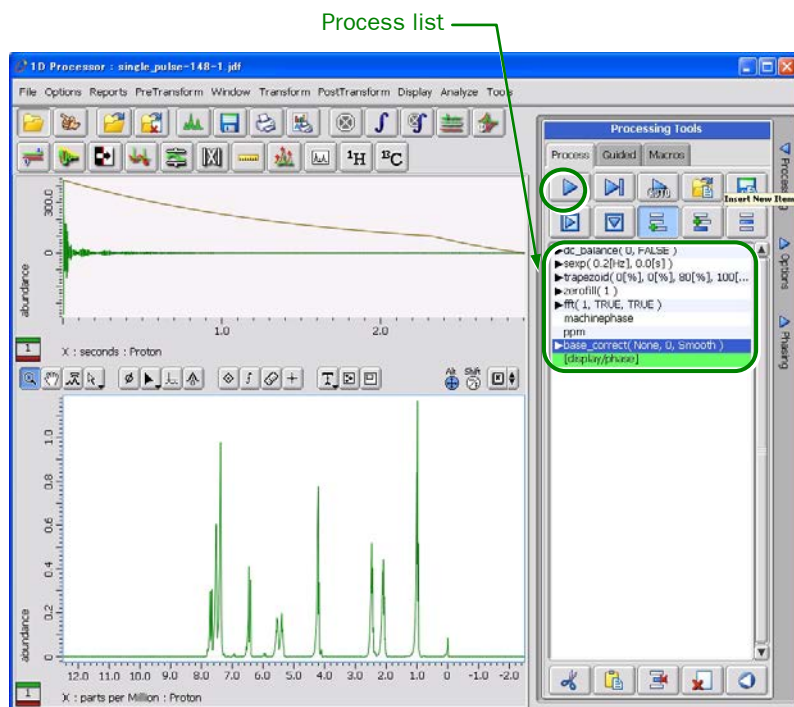 Process list
1D Processor : single_pulse-148-1.jdf
File Options Reports PreTransform Window Transform PostTransform Display Analyze Tools
1H 13C
abundance
0 300.0
1.0 2.0
1
X : seconds : Proton
Alt Shift
abundance
0 0.2 0.4 0.6 0.8 1.0
12.0 11.0 10.0 9.0 8.0 7.0 6.0 5.0 4.0 3.0 2.0 1.0 0 -1.0 -2.0
1
X : parts per Million : Proton
Processing Tools
Process Guided Macros
GOTO
Insert New Item
dc_balance( 0, FALSE )
sexp( 0.2[Hz], 0.0[s] )
trapezoid( 0[%], 0[%], 80[%], 100[...
zerofill( 1 )
fft( 1, TRUE, TRUE )
machinephase
ppm
base_correct( None, 0, Smooth )
[display/phase]
Processing
Options
Phasing